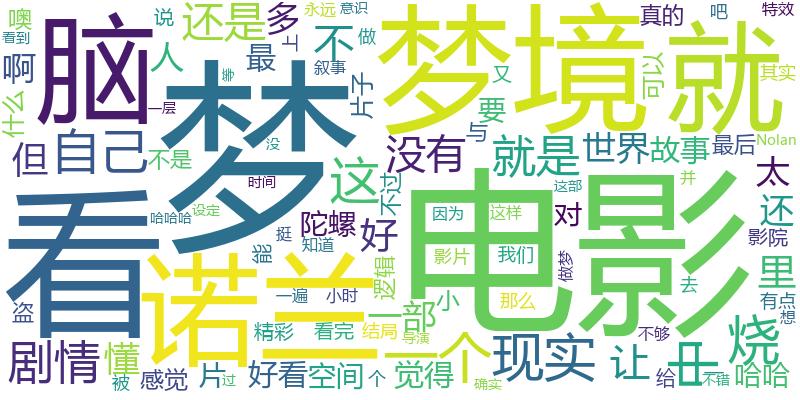 噢 说 还是 多 永远 意识 真的 吧 特效
看到 脑 人 上 做 梦境 就 其实
啊 一层 最 叙事 不 可以
什么 等 片子 又
梦 要
但 自己 不是 没 没有 与 就是 世界 故事 最后 Nolan
时间 这 不过 这部 并 太
看 哈哈哈 设定 陀螺 好 电影 因为 这样 对 还
挺 知道 能 影片 我们 做梦 影院
诺兰 逻辑 去 里
盗 一遍 小时 一部 小 那么 有点 想
剧情 懂 精彩 看完 结局 导演 一个 现实 让 出 不够 烧
被 感觉 片 过 好看 空间 个 觉得 确实 给 不错 哈哈